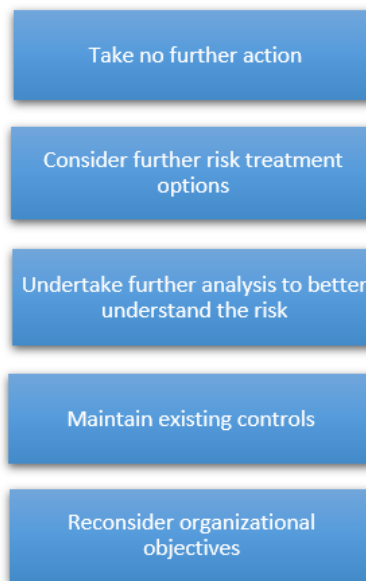 Take no further action
Consider further risk treatment
options
Undertake further analysis to better
understand the risk
Maintain existing controls
Reconsider organizational
objectives